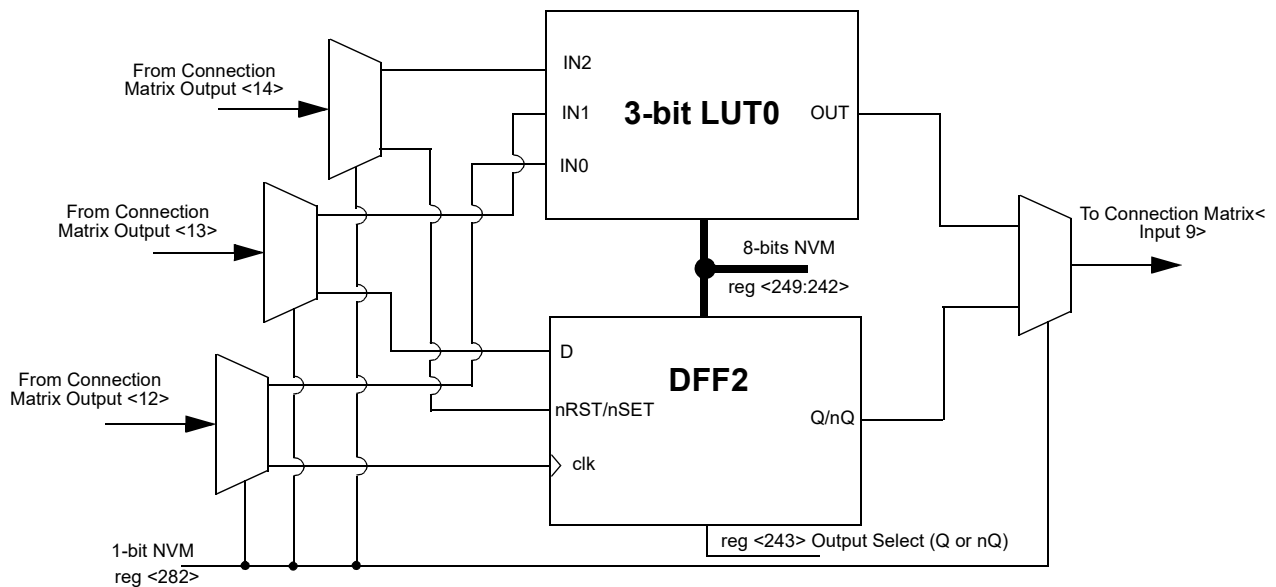 From Connection
Matrix Output <14>
IN2
IN1
IN0
3-bit LUT0
OUT
From Connection
Matrix Output <13>
To Connection Matrix<
Input 9>
8-bits NVM
reg <249:242>
From Connection
Matrix Output <12>
D
nRST/nSET
clk
DFF2
Q/nQ
reg <243> Output Select (Q or nQ)
1-bit NVM
reg <282>